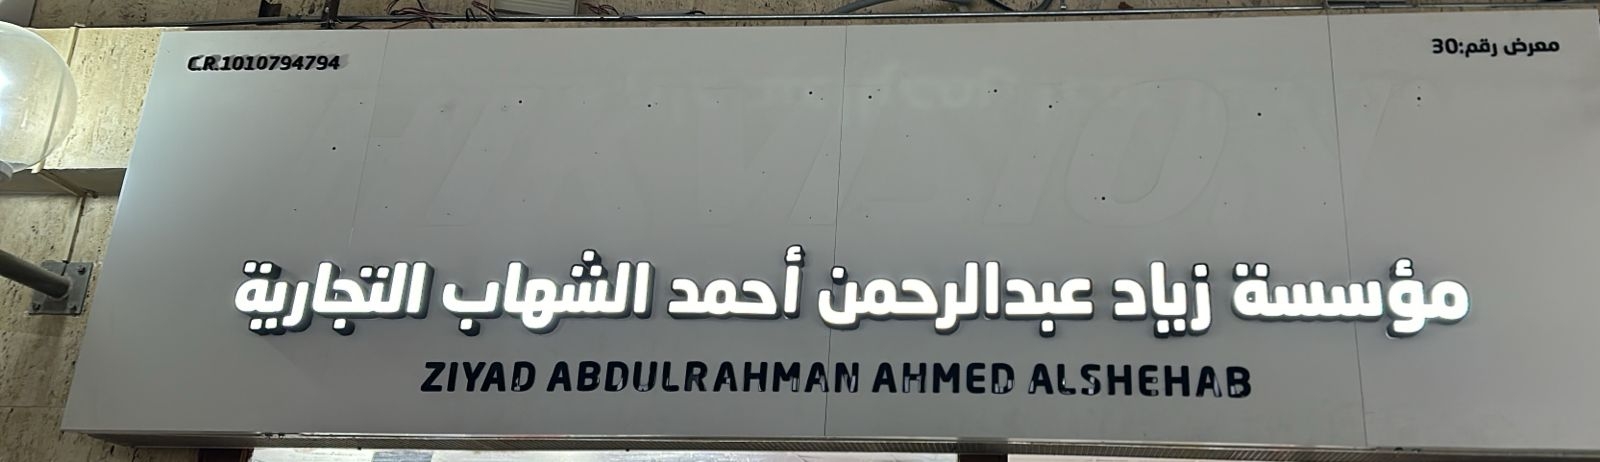 معرض رقم:30
C.R.1010794794
مؤسسة زياد عبدالرحمن أحمد الشهاب التجارية
ZIYAD ABDULRAHMAN AHMED ALSHEHAB